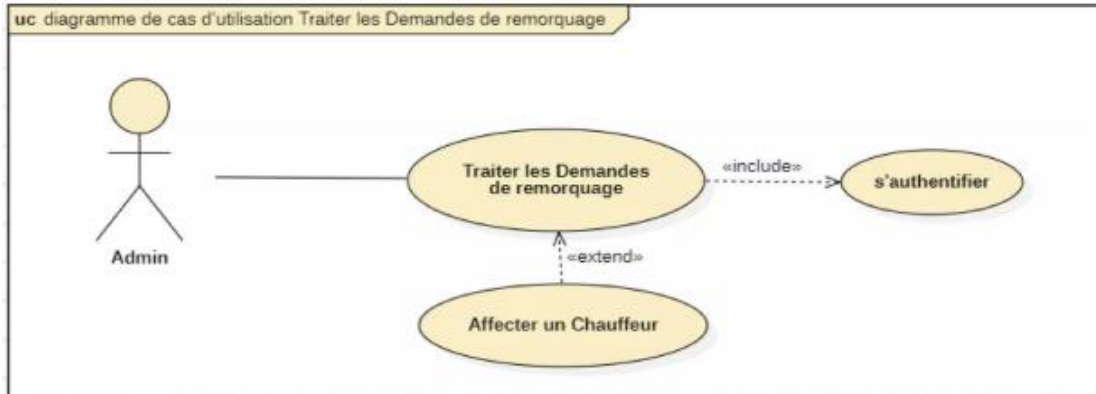 uc diagramme de cas d'utilisation Traiter les Demandes de remorquage
Traiter les Demandes
de remorquage
«include»
s'authentifier
Admin
«extend»
Affecter un Chauffeur